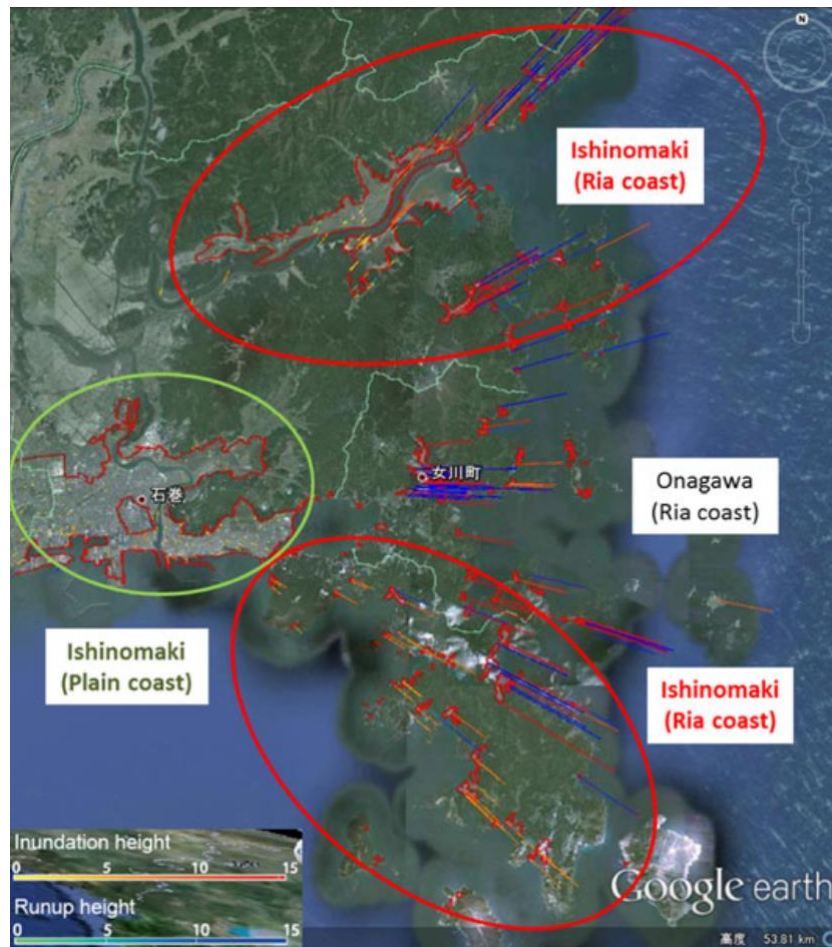 N
Ishinomaki
(Ria coast)
女川町
石巻
Onagawa
(Ria coast)
Ishinomaki
(Plain coast)
Ishinomaki
(Ria coast)
Inundation height
0 5 10 15
Runup height
0 5 10 15
Google earth
高度 53.81 km